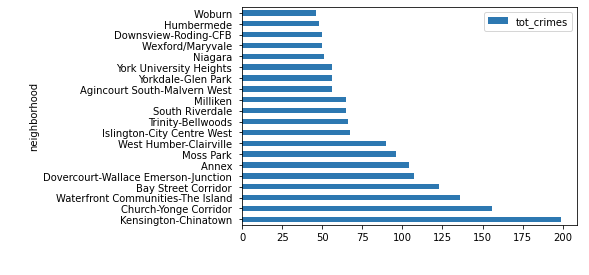 tot_crimes
neighborhood
Woburn
Humbermede
Downsview-Roding-CFB
Wexford/Maryvale
Niagara
York University Heights
Yorkdale-Glen Park
Agincourt South-Malvern West
Milliken
South Riverdale
Trinity-Bellwoods
Islington-City Centre West
West Humber-Clairville
Moss Park
Annex
Dovercourt-Wallace Emerson-Junction
Bay Street Corridor
Waterfront Communities-The Island
Church-Yonge Corridor
Kensington-Chinatown
0 25 50 75 100 125 150 175 200